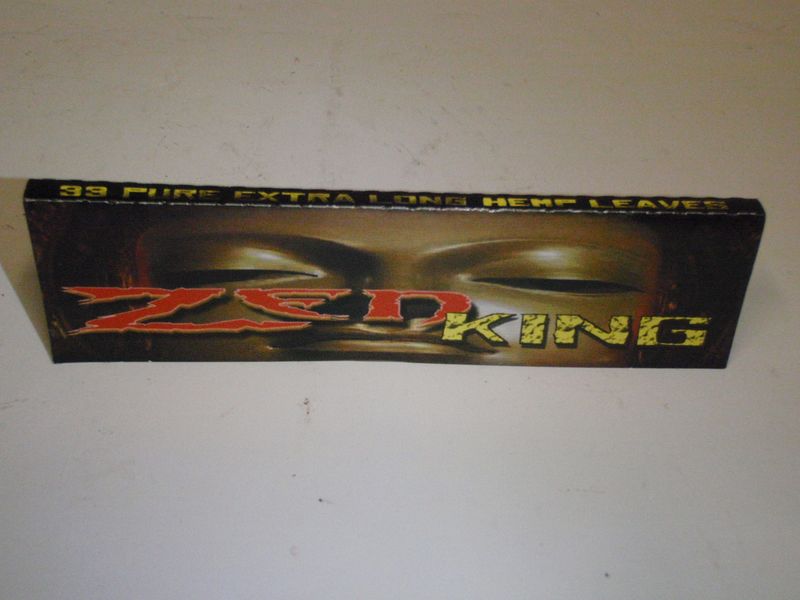 33 PURE EXTRA LONG HEMP LEAVES
ZED
KING